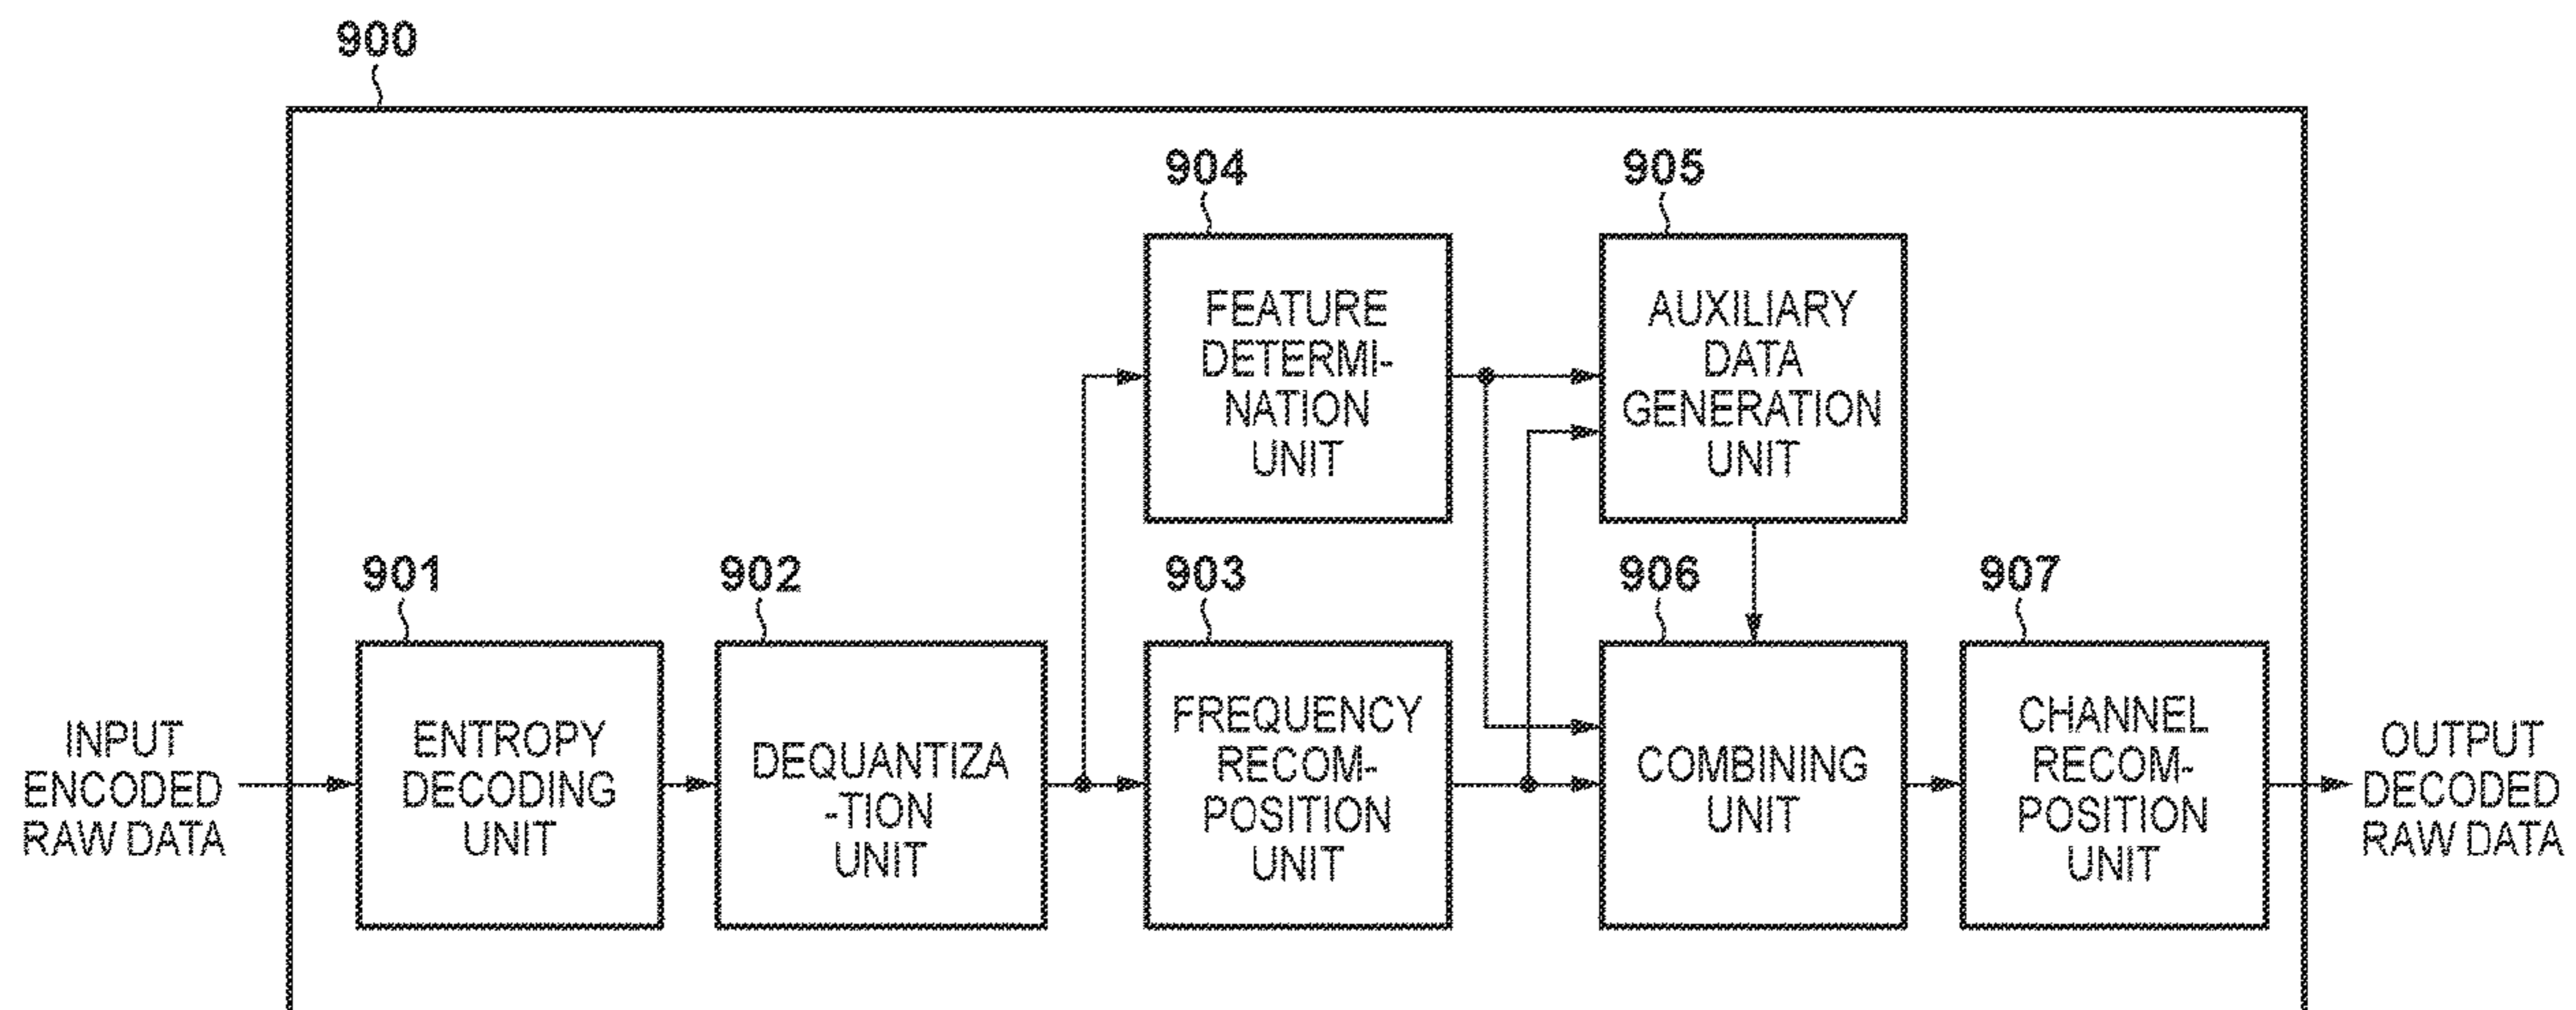 900
904
905
FEATURE
DETERMI-
NATION
UNIT
AUXILIARY
DATA
GENERATION
UNIT
901
902
903
906
907
INPUT
ENCODED
RAW DATA
ENTROPY
DECODING
UNIT
DEQUANTIZA
-TION
UNIT
FREQUENCY
RECOM-
POSITION
UNIT
COMBINING
UNIT
CHANNEL
RECOM-
POSITION
UNIT
OUTPUT
DECODED
RAW DATA